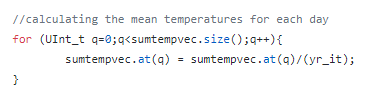 //calculating the mean temperatures for each day
for (UInt_t q=0;q<sumtempvec.size();q++){
        sumtempvec.at(q) = sumtempvec.at(q)/(yr_it);
}